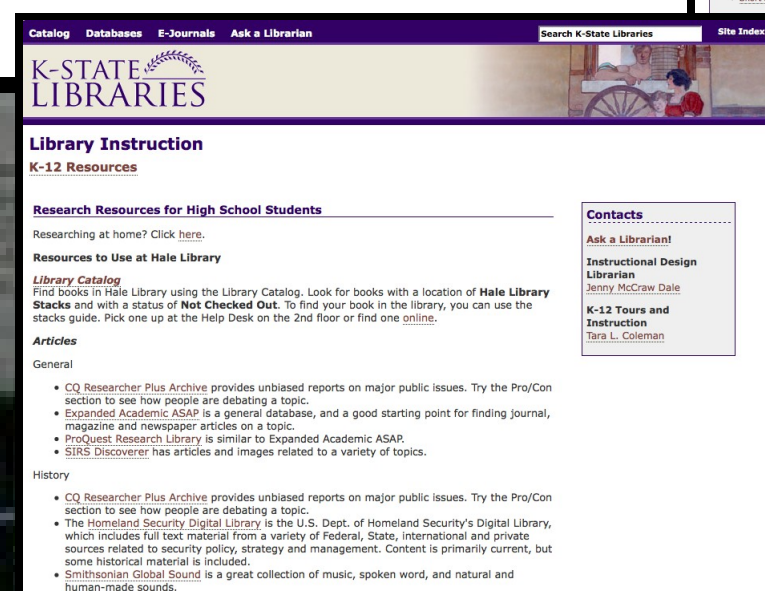 Catalog Databases E-Journals Ask a Librarian Search K-State Libraries Site Index
K-STATE
LIBRARIES
Library Instruction
K-12 Resources
Research Resources for High School Students
Researching at home? Click here.
Resources to Use at Hale Library
Library Catalog
Find books in Hale Library using the Library Catalog. Look for books with a location of Hale Library
Stacks and with a status of Not Checked Out. To find your book in the library, you can use the
stacks guide. Pick one up at the Help Desk on the 2nd floor or find one online.
Articles
General
• CQ Researcher Plus Archive provides unbiased reports on major public issues. Try the Pro/Con
section to see how people are debating a topic.
• Expanded Academic ASAP is a general database, and a good starting point for finding journal,
magazine and newspaper articles on a topic.
• ProQuest Research Library is similar to Expanded Academic ASAP.
• SIRS Discoverer has articles and images related to a variety of topics.
History
• CQ Researcher Plus Archive provides unbiased reports on major public issues. Try the Pro/Con
section to see how people are debating a topic.
• The Homeland Security Digital Library is the U.S. Dept. of Homeland Security's Digital Library,
which includes full text material from a variety of Federal, State, international and private
sources related to security policy, strategy and management. Content is primarily current, but
some historical material is included.
• Smithsonian Global Sound is a great collection of music, spoken word, and natural and
human-made sounds.
Contacts
Ask a Librarian!
Instructional Design
Librarian
Jenny McCraw Dale
K-12 Tours and
Instruction
Tara L. Coleman